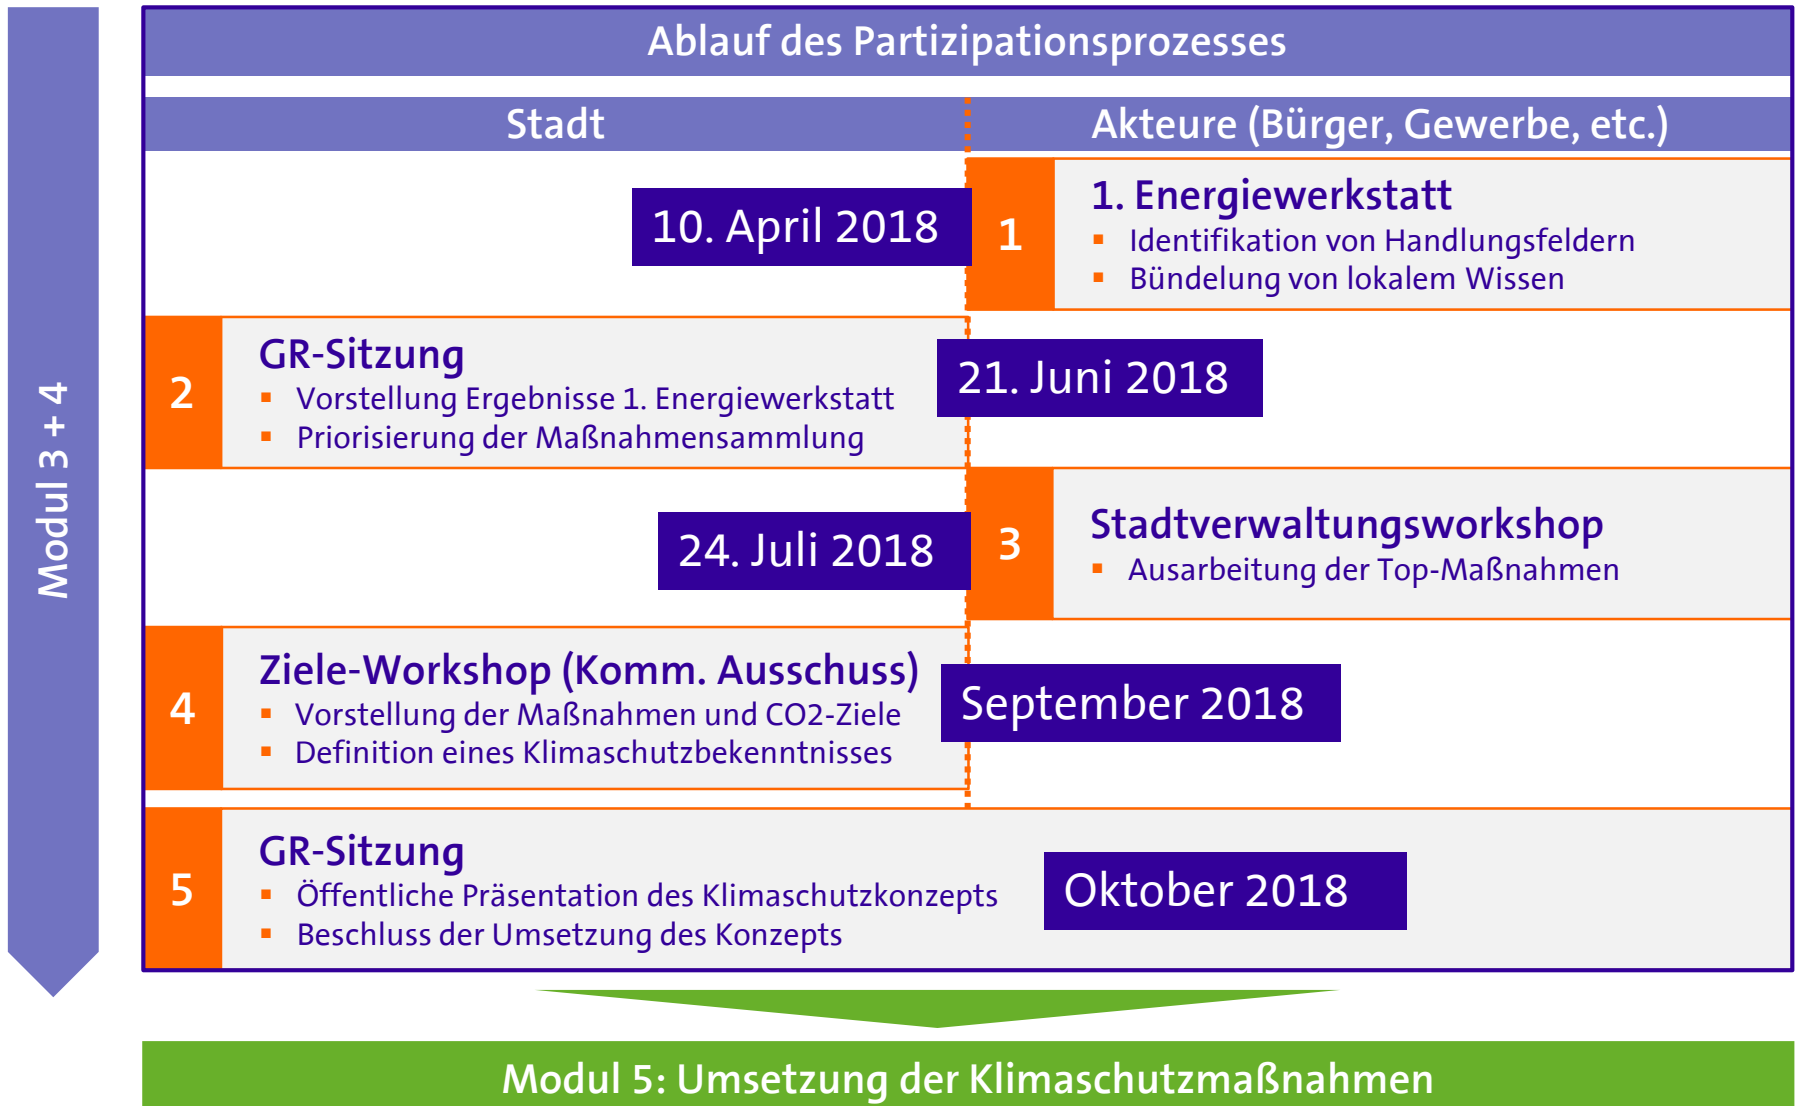 Ablauf des Partizipationsprozesses
Stadt
Akteure (Bürger, Gewerbe, etc.)
Modul 3 + 4
10. April 2018
1
1. Energiewerkstatt
▪ Identifikation von Handlungsfeldern
▪ Bündelung von lokalem Wissen
2
GR-Sitzung
▪ Vorstellung Ergebnisse 1. Energiewerkstatt
▪ Priorisierung der Maßnahmensammlung
21. Juni 2018
24. Juli 2018
3
Stadtverwaltungsworkshop
▪ Ausarbeitung der Top-Maßnahmen
4
Ziele-Workshop (Komm. Ausschuss)
▪ Vorstellung der Maßnahmen und CO2-Ziele
▪ Definition eines Klimaschutzbekenntnisses
September 2018
5
GR-Sitzung
▪ Öffentliche Präsentation des Klimaschutzkonzepts
▪ Beschluss der Umsetzung des Konzepts
Oktober 2018
Modul 5: Umsetzung der Klimaschutzmaßnahmen